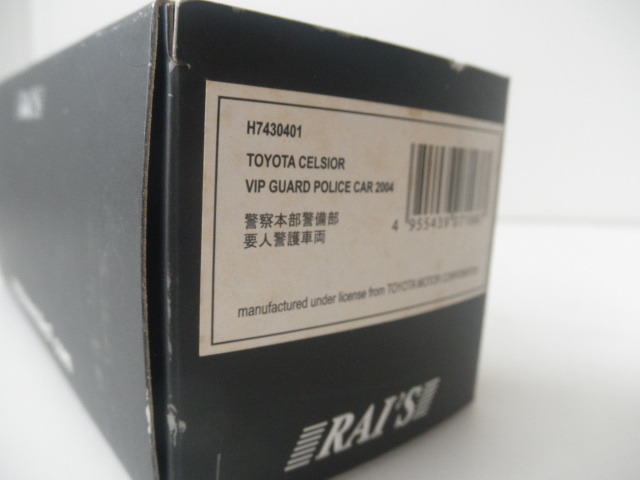 H7430401
TOYOTA CELSIOR
VIP GUARD POLICE CAR 2004
警察本部警備部
要人警護車両
manufactured under license from TOYOTA MOTOR CORPORATION
RAI'S